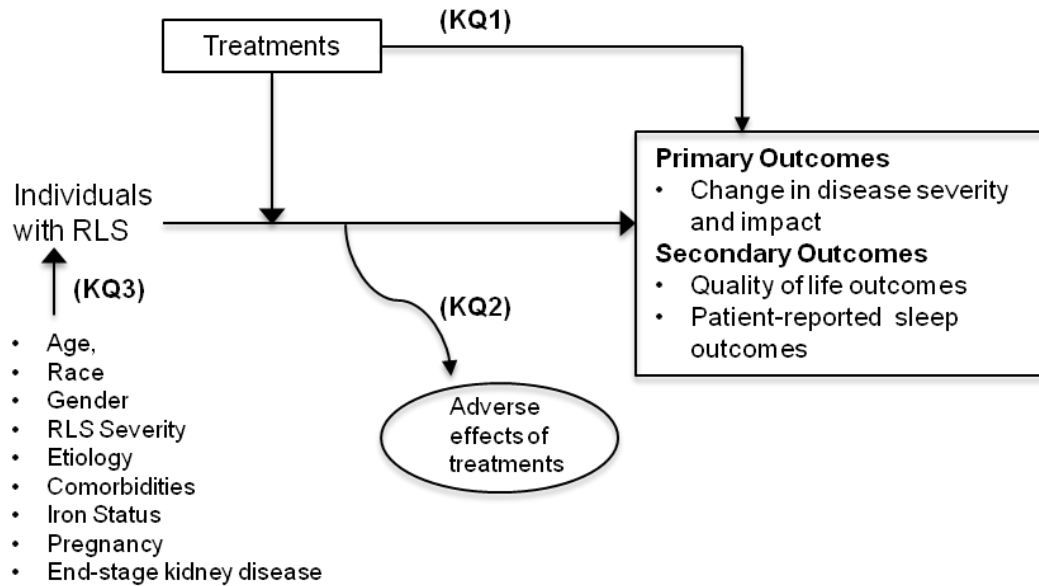 (KQ1)
Treatments
Primary Outcomes
• Change in disease severity
and impact
Secondary Outcomes
• Quality of life outcomes
• Patient-reported sleep
outcomes
Individuals
with RLS
(KQ3)
(KQ2)
• Age,
• Race
• Gender
• RLS Severity
• Etiology
• Comorbidities
• Iron Status
• Pregnancy
• End-stage kidney disease
Adverse
effects of
treatments